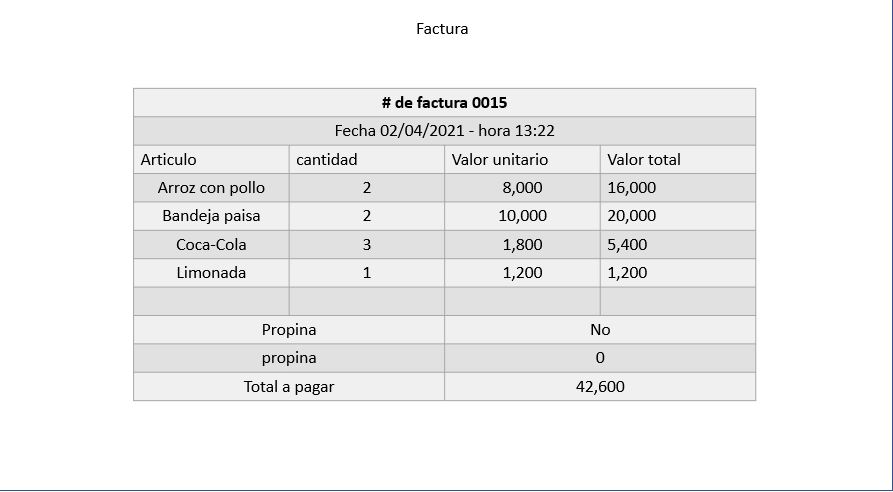 Factura
# de factura 0015
Fecha 02/04/2021 - hora 13:22
Articulo cantidad Valor unitario Valor total
Arroz con pollo 2 8,000 16,000
Bandeja paisa 2 10,000 20,000
Coca-Cola 3 1,800 5,400
Limonada 1 1,200 1,200
Propina No
propina 0
Total a pagar 42,600